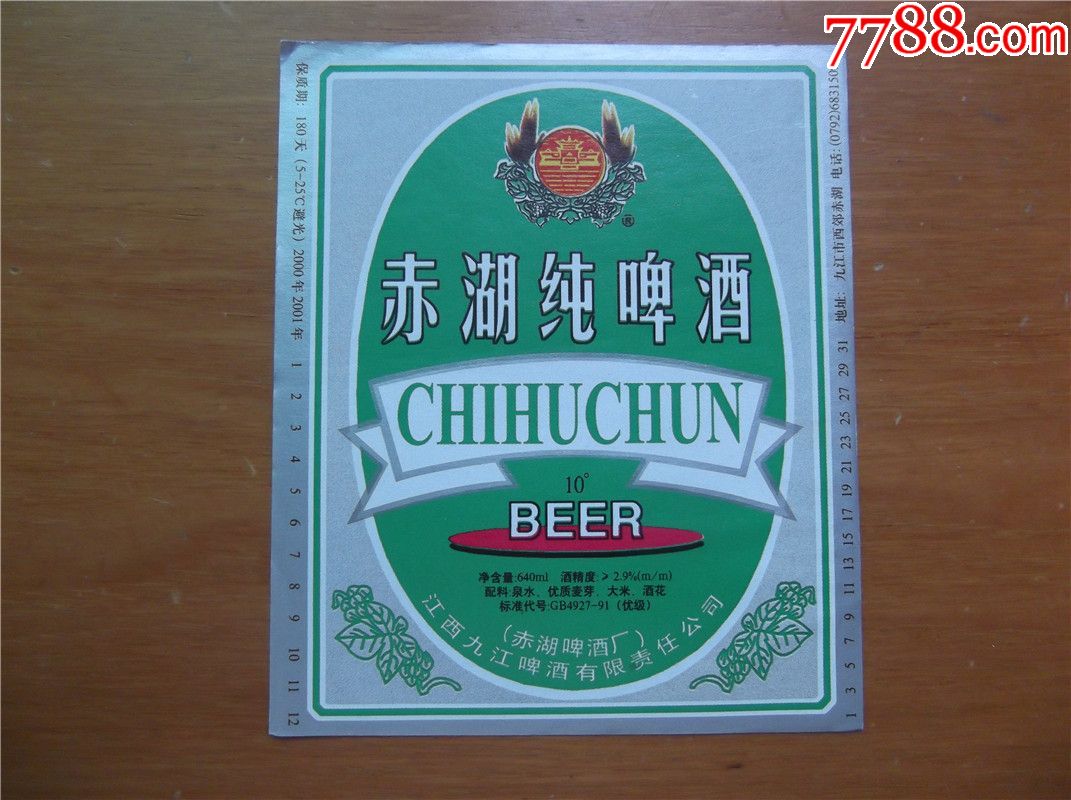 7788.com
赤湖纯啤酒
CHIHUCHUN
10°
BEER
净含量:640ml 酒精度:≥2.9%(m/m)
配料:泉水、优质麦芽、大米、酒花
标准代号:GB4927-91（优级）
（赤湖啤酒厂）
江西九江啤酒有限责任公司
保质期：180天（5-25℃避光）2000年2001年 1 2 3 4 5 6 7 8 9 10 11 12
1 3 5 7 9 11 13 15 17 19 21 23 25 27 29 31 地址：九江市西郊赤湖 电话:(0792)683150